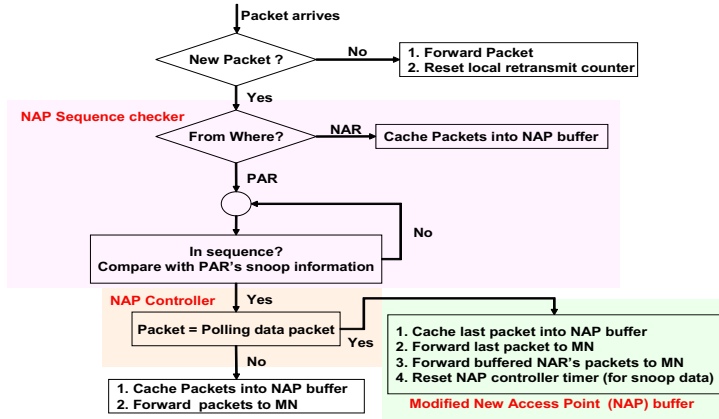 Packet arrives
New Packet ?
No
1. Forward Packet
2. Reset local retransmit counter
Yes
NAP Sequence checker
From Where?
NAR
Cache Packets into NAP buffer
PAR
No
In sequence?
Compare with PAR's snoop information
NAP Controller
Yes
Packet = Polling data packet
Yes
1. Cache last packet into NAP buffer
2. Forward last packet to MN
3. Forward buffered NAR's packets to MN
4. Reset NAP controller timer (for snoop data)
Modified New Access Point (NAP) buffer
No
1. Cache Packets into NAP buffer
2. Forward packets to MN